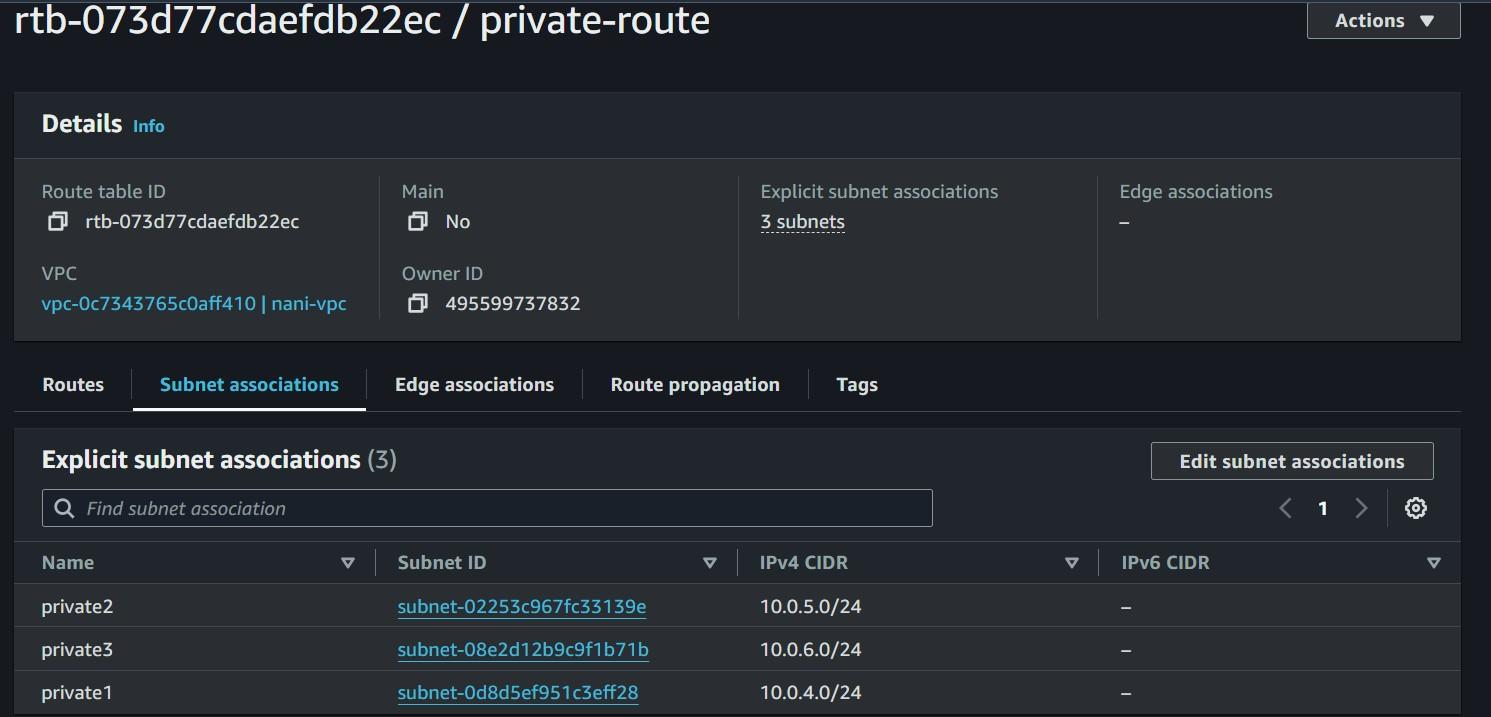 rtb-073d77cdaefdb22ec / private-route
Actions
Details Info
Route table ID
rtb-073d77cdaefdb22ec
Main
No
Explicit subnet associations
3 subnets
Edge associations
–
VPC
vpc-0c7343765c0aff410 | nani-vpc
Owner ID
495599737832
Routes Subnet associations Edge associations Route propagation Tags
Explicit subnet associations (3)
Edit subnet associations
Find subnet association
1
Name Subnet ID IPv4 CIDR IPv6 CIDR
private2 subnet-02253c967fc33139e 10.0.5.0/24 –
private3 subnet-08e2d12b9c9f1b71b 10.0.6.0/24 –
private1 subnet-0d8d5ef951c3eff28 10.0.4.0/24 –